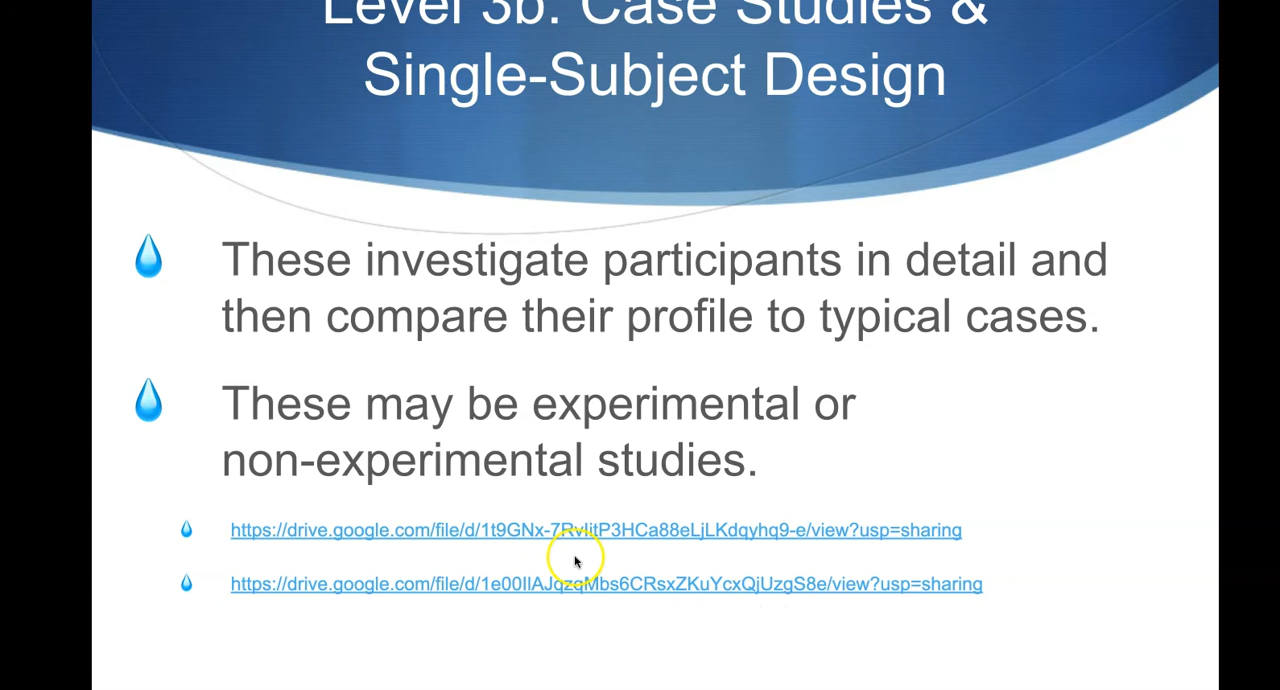 Level 3b: Case Studies &
Single-Subject Design
These investigate participants in detail and
then compare their profile to typical cases.
These may be experimental or
non-experimental studies.
https://drive.google.com/file/d/1t9GNx-7RvIitP3HCa88eLjLKdqyhq9-e/view?usp=sharing
https://drive.google.com/file/d/1e00IlAJqzqMbs6CRsxZKuYcxQjUzgS8e/view?usp=sharing